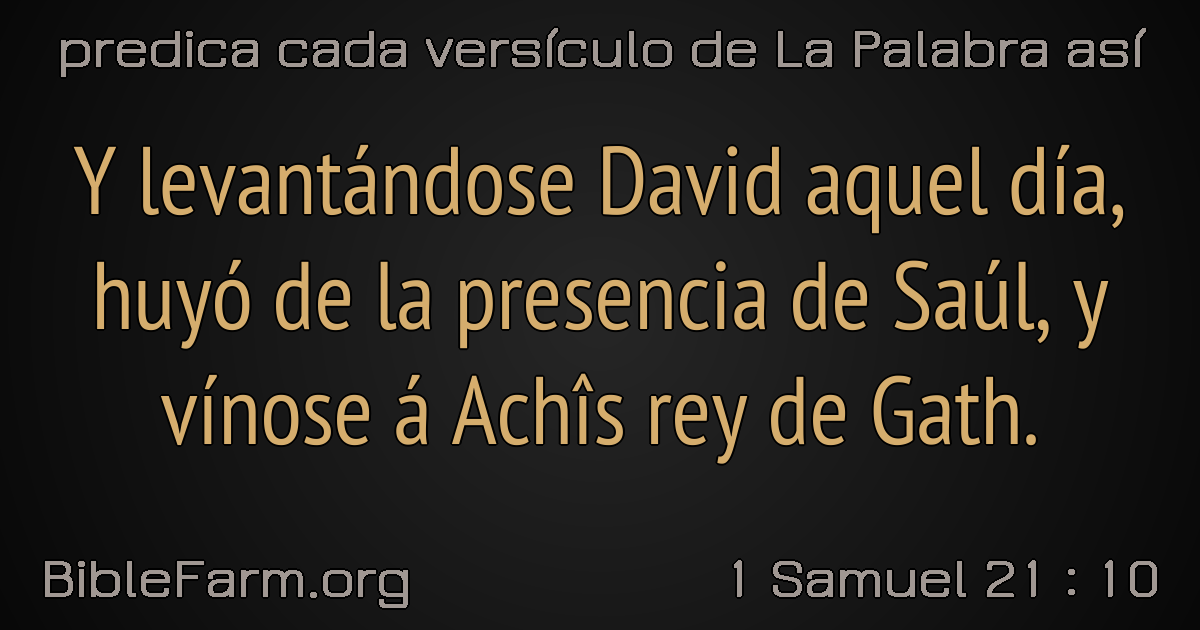 predica cada versículo de La Palabra así
Y levantándose David aquel día,
huyó de la presencia de Saúl, y
vínose á Achîs rey de Gath.
BibleFarm.org
1 Samuel 21 : 10